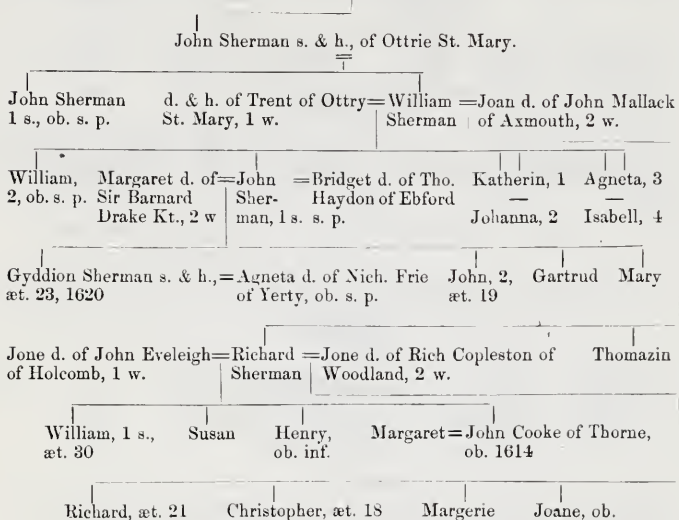 John Sherman s. & h., of Ottrie St. Mary.
John Sherman d. & h. of Trent of Ottry=William =Joan d. of John Mallack
1 s., ob. s. p. St. Mary, 1 w. Sherman of Axmouth, 2 w.
William, Margaret d. of=John =Bridget d. of Tho. Katherin, 1 Agneta, 3
2, ob. s. p. Sir Barnard Sher- Haydon of Ebford — —
Drake Kt., 2 w man, 1 s. s. p. Johanna, 2 Isabell, 4
Gyddion Sherman s. & h.,=Agneta d. of Nich. Frie John, 2, Gartrud Mary
æt. 23, 1620 of Yerty, ob. s. p. æt. 19
Jone d. of John Eveleigh=Richard =Jone d. of Rich Copleston of Thomazin
of Holcomb, 1 w. Sherman Woodland, 2 w.
William, 1 s., Susan Henry, Margaret=John Cooke of Thorne,
æt. 30 ob. inf. ob. 1614
Richard, æt. 21 Christopher, æt. 18 Margerie Joane, ob.